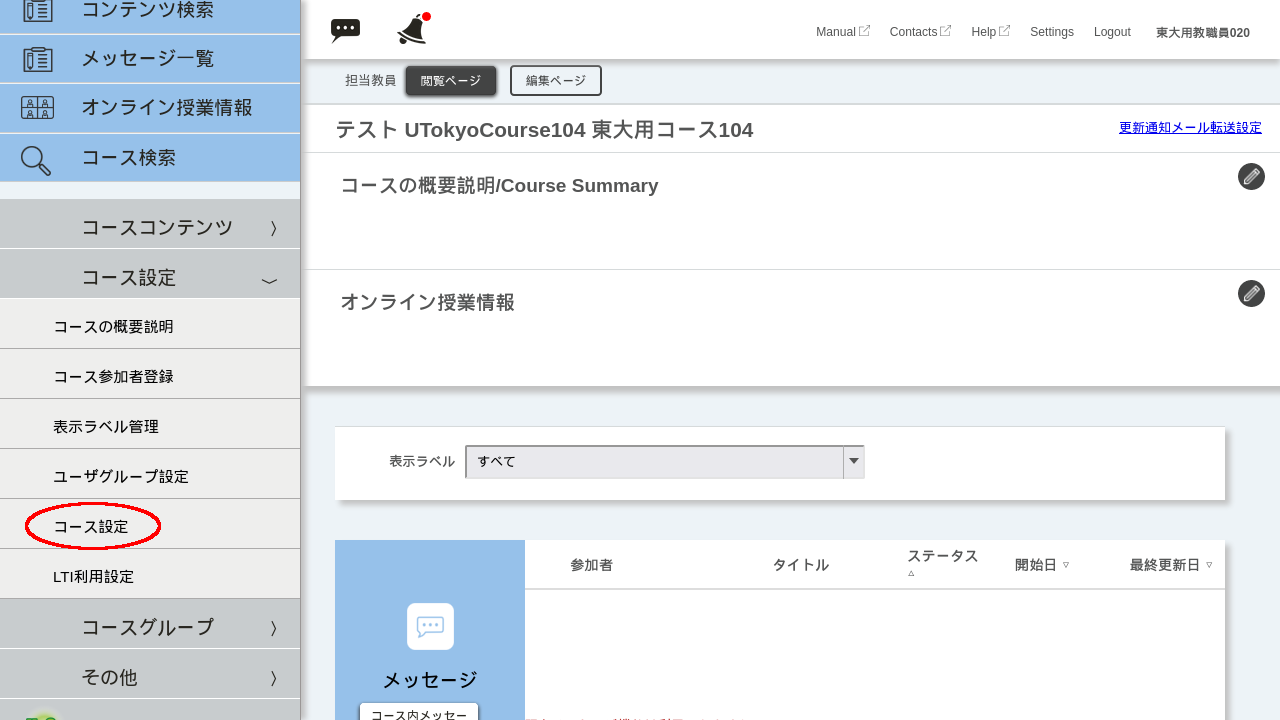 コンテンツ検索
メッセージ一覧
オンライン授業情報
コース検索
コースコンテンツ
コース設定
コースの概要説明
コース参加者登録
表示ラベル管理
ユーザグループ設定
コース設定
LTI利用設定
コースグループ
その他
Manual Contacts Help Settings Logout 東大用教職員020
担当教員 閲覧ページ 編集ページ
テスト UTokyoCourse104 東大用コース104
更新通知メール転送設定
コースの概要説明/Course Summary
オンライン授業情報
表示ラベル すべて
参加者 タイトル ステータス 開始日 最終更新日
メッセージ
コース内メッセー